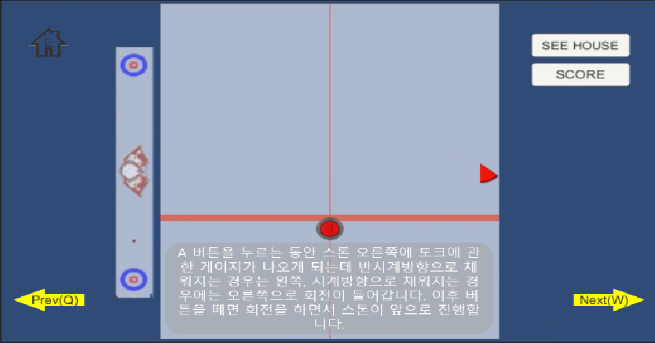 SEE HOUSE
SCORE
A 버튼을 누르는 동안 스톤 오른쪽에 토크에 관
한 게이지가 나오게 되는데 반시계방향으로 채
워지는 경우는 왼쪽, 시계방향으로 채워지는 경
우에는 오른쪽으로 회전이 들어갑니다. 이후 버
튼을 떼면 회전을 하면서 스톤이 앞으로 진행합
니다.
Prev(Q)
Next(W)